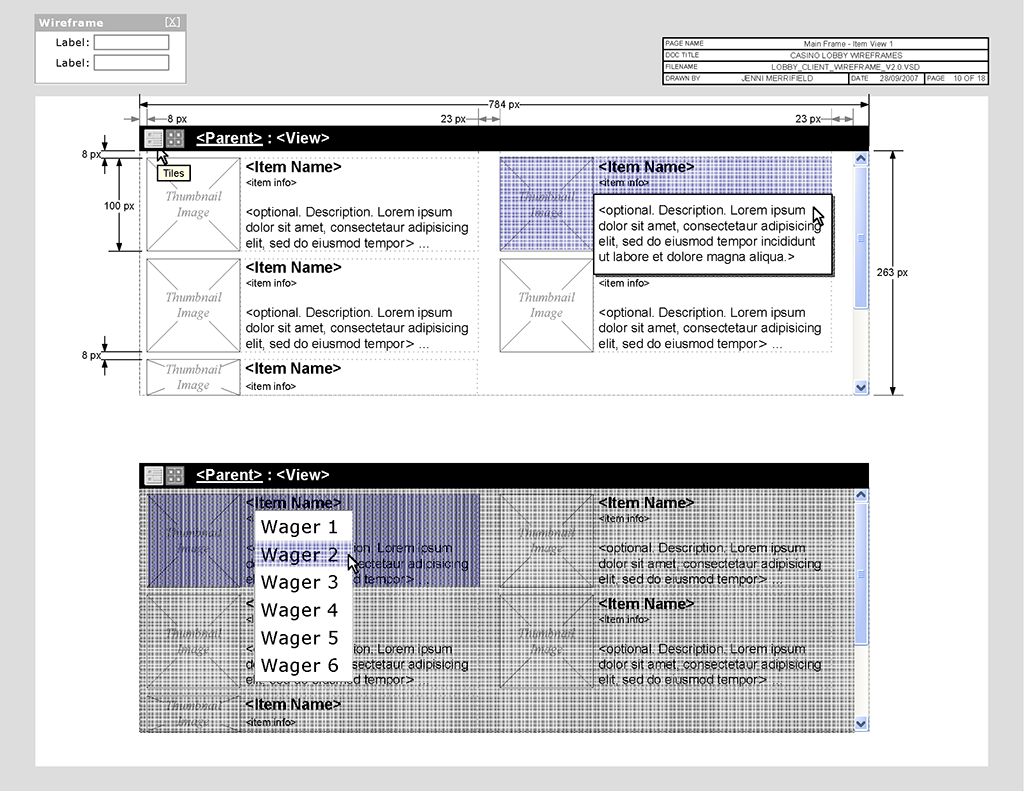 Wireframe [X]
Label:
Label:
PAGE NAME Main Frame - Item View 1
DOC TITLE CASINO LOBBY WIREFRAMES
FILENAME LOBBY_CLIENT_WIREFRAME_V2.0.VSD
DRAWN BY JENNI MERRIFIELD DATE 28/09/2007 PAGE 10 OF 18
784 px
8 px 23 px 23 px
<Parent> : <View>
8 px
Tiles
100 px
Thumbnail
Image
<Item Name>
<item info>
<optional. Description. Lorem ipsum
dolor sit amet, consectetaur adipisicing
elit, sed do eiusmod tempor> ...
Thumbnail
Image
<Item Name>
<item info>
<optional. Description. Lorem ipsum
dolor sit amet, consectetaur adipisicing
elit, sed do eiusmod tempor incididunt
ut labore et dolore magna aliqua.>
263 px
Thumbnail
Image
<Item Name>
<item info>
<optional. Description. Lorem ipsum
dolor sit amet, consectetaur adipisicing
elit, sed do eiusmod tempor> ...
Thumbnail
Image
<item info>
<optional. Description. Lorem ipsum
dolor sit amet, consectetaur adipisicing
elit, sed do eiusmod tempor> ...
8 px
Thumbnail
Image
<Item Name>
<item info>
<Parent> : <View>
Thumbnail
Image
<Item Name>
Wager 1
Wager 2
Wager 3
Wager 4
Wager 5
Wager 6
Lorem ipsum
adipisicing
d tempor> ...
Thumbnail
Image
<Item Name>
<item info>
<optional. Description. Lorem ipsum
dolor sit amet, consectetaur adipisicing
elit, sed do eiusmod tempor> ...
Thumbnail
Image
Lorem ipsum
adipisicing
d tempor> ...
Thumbnail
Image
<Item Name>
<item info>
<optional. Description. Lorem ipsum
dolor sit amet, consectetaur adipisicing
elit, sed do eiusmod tempor> ...
Thumbnail
Image
<Item Name>
<item info>